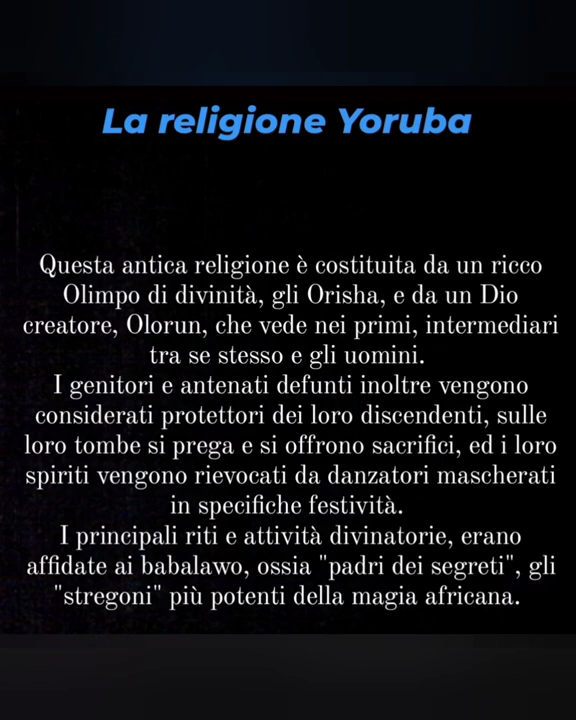 La religione Yoruba
Questa antica religione è costituita da un ricco
Olimpo di divinità, gli Orisha, e da un Dio
creatore, Olorun, che vede nei primi, intermediari
tra se stesso e gli uomini.
I genitori e antenati defunti inoltre vengono
considerati protettori dei loro discendenti, sulle
loro tombe si prega e si offrono sacrifici, ed i loro
spiriti vengono rievocati da danzatori mascherati
in specifiche festività.
I principali riti e attività divinatorie, erano
affidate ai babalawo, ossia "padri dei segreti", gli
"stregoni" più potenti della magia africana.